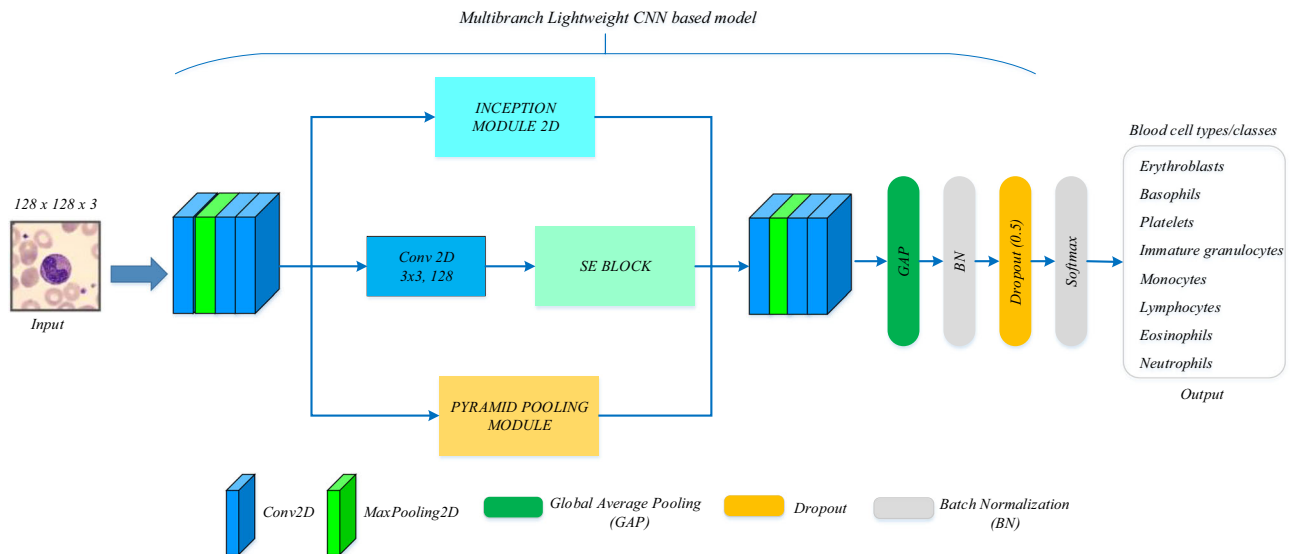 Multibranch Lightweight CNN based model
128 x 128 x 3
Input
INCEPTION
MODULE 2D
Conv 2D
3x3, 128
SE BLOCK
PYRAMID POOLING
MODULE
GAP
BN
Dropout (0.5)
Softmax
Blood cell types/classes
Erythroblasts
Basophils
Platelets
Immature granulocytes
Monocytes
Lymphocytes
Eosinophils
Neutrophils
Output
Conv2D
MaxPooling2D
Global Average Pooling
(GAP)
Dropout
Batch Normalization
(BN)